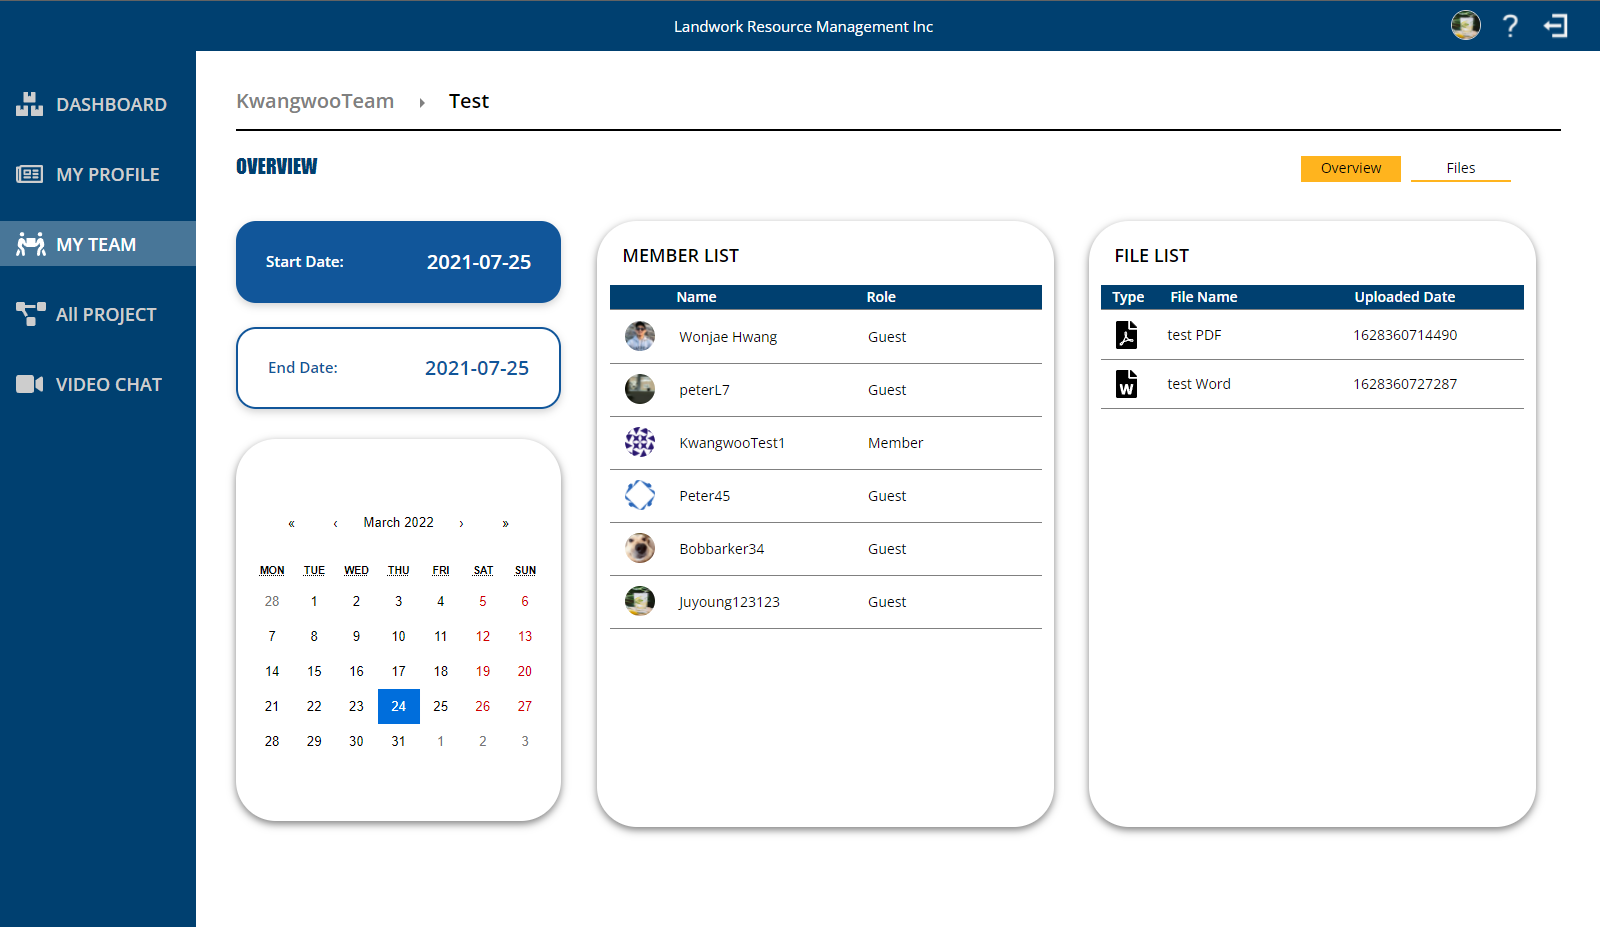 Landwork Resource Management Inc
?
DASHBOARD
MY PROFILE
MY TEAM
All PROJECT
VIDEO CHAT
KwangwooTeam
Test
OVERVIEW
Overview
Files
Start Date: 2021-07-25
End Date: 2021-07-25
« ‹ March 2022 › »
MON TUE WED THU FRI SAT SUN
28 1 2 3 4 5 6
7 8 9 10 11 12 13
14 15 16 17 18 19 20
21 22 23 24 25 26 27
28 29 30 31 1 2 3
MEMBER LIST
Name Role
Wonjae Hwang Guest
peterL7 Guest
KwangwooTest1 Member
Peter45 Guest
Bobbarker34 Guest
Juyoung123123 Guest
FILE LIST
Type File Name Uploaded Date
test PDF 1628360714490
W test Word 1628360727287